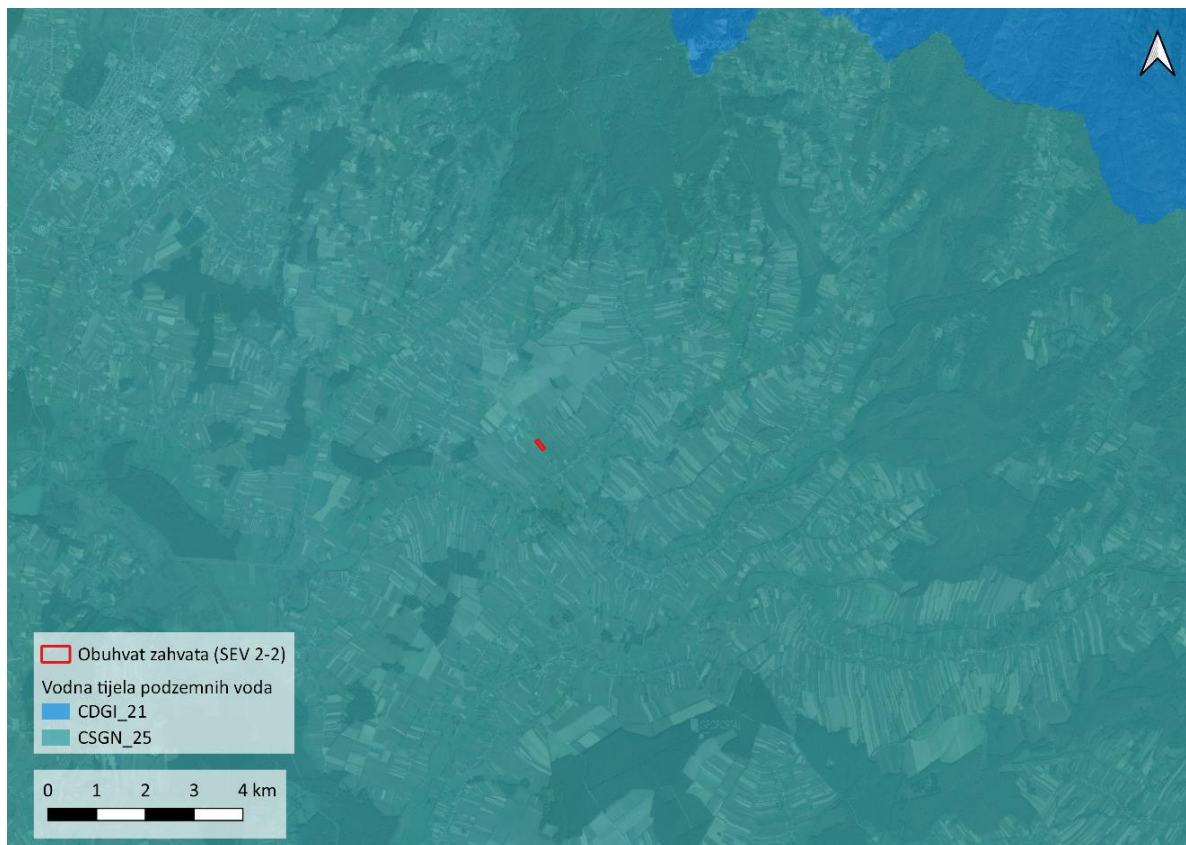 Obuhvat zahvata (SEV 2-2)
Vodna tijela podzemnih voda
CDGI_21
CSGN_25
0 1 2 3 4 km